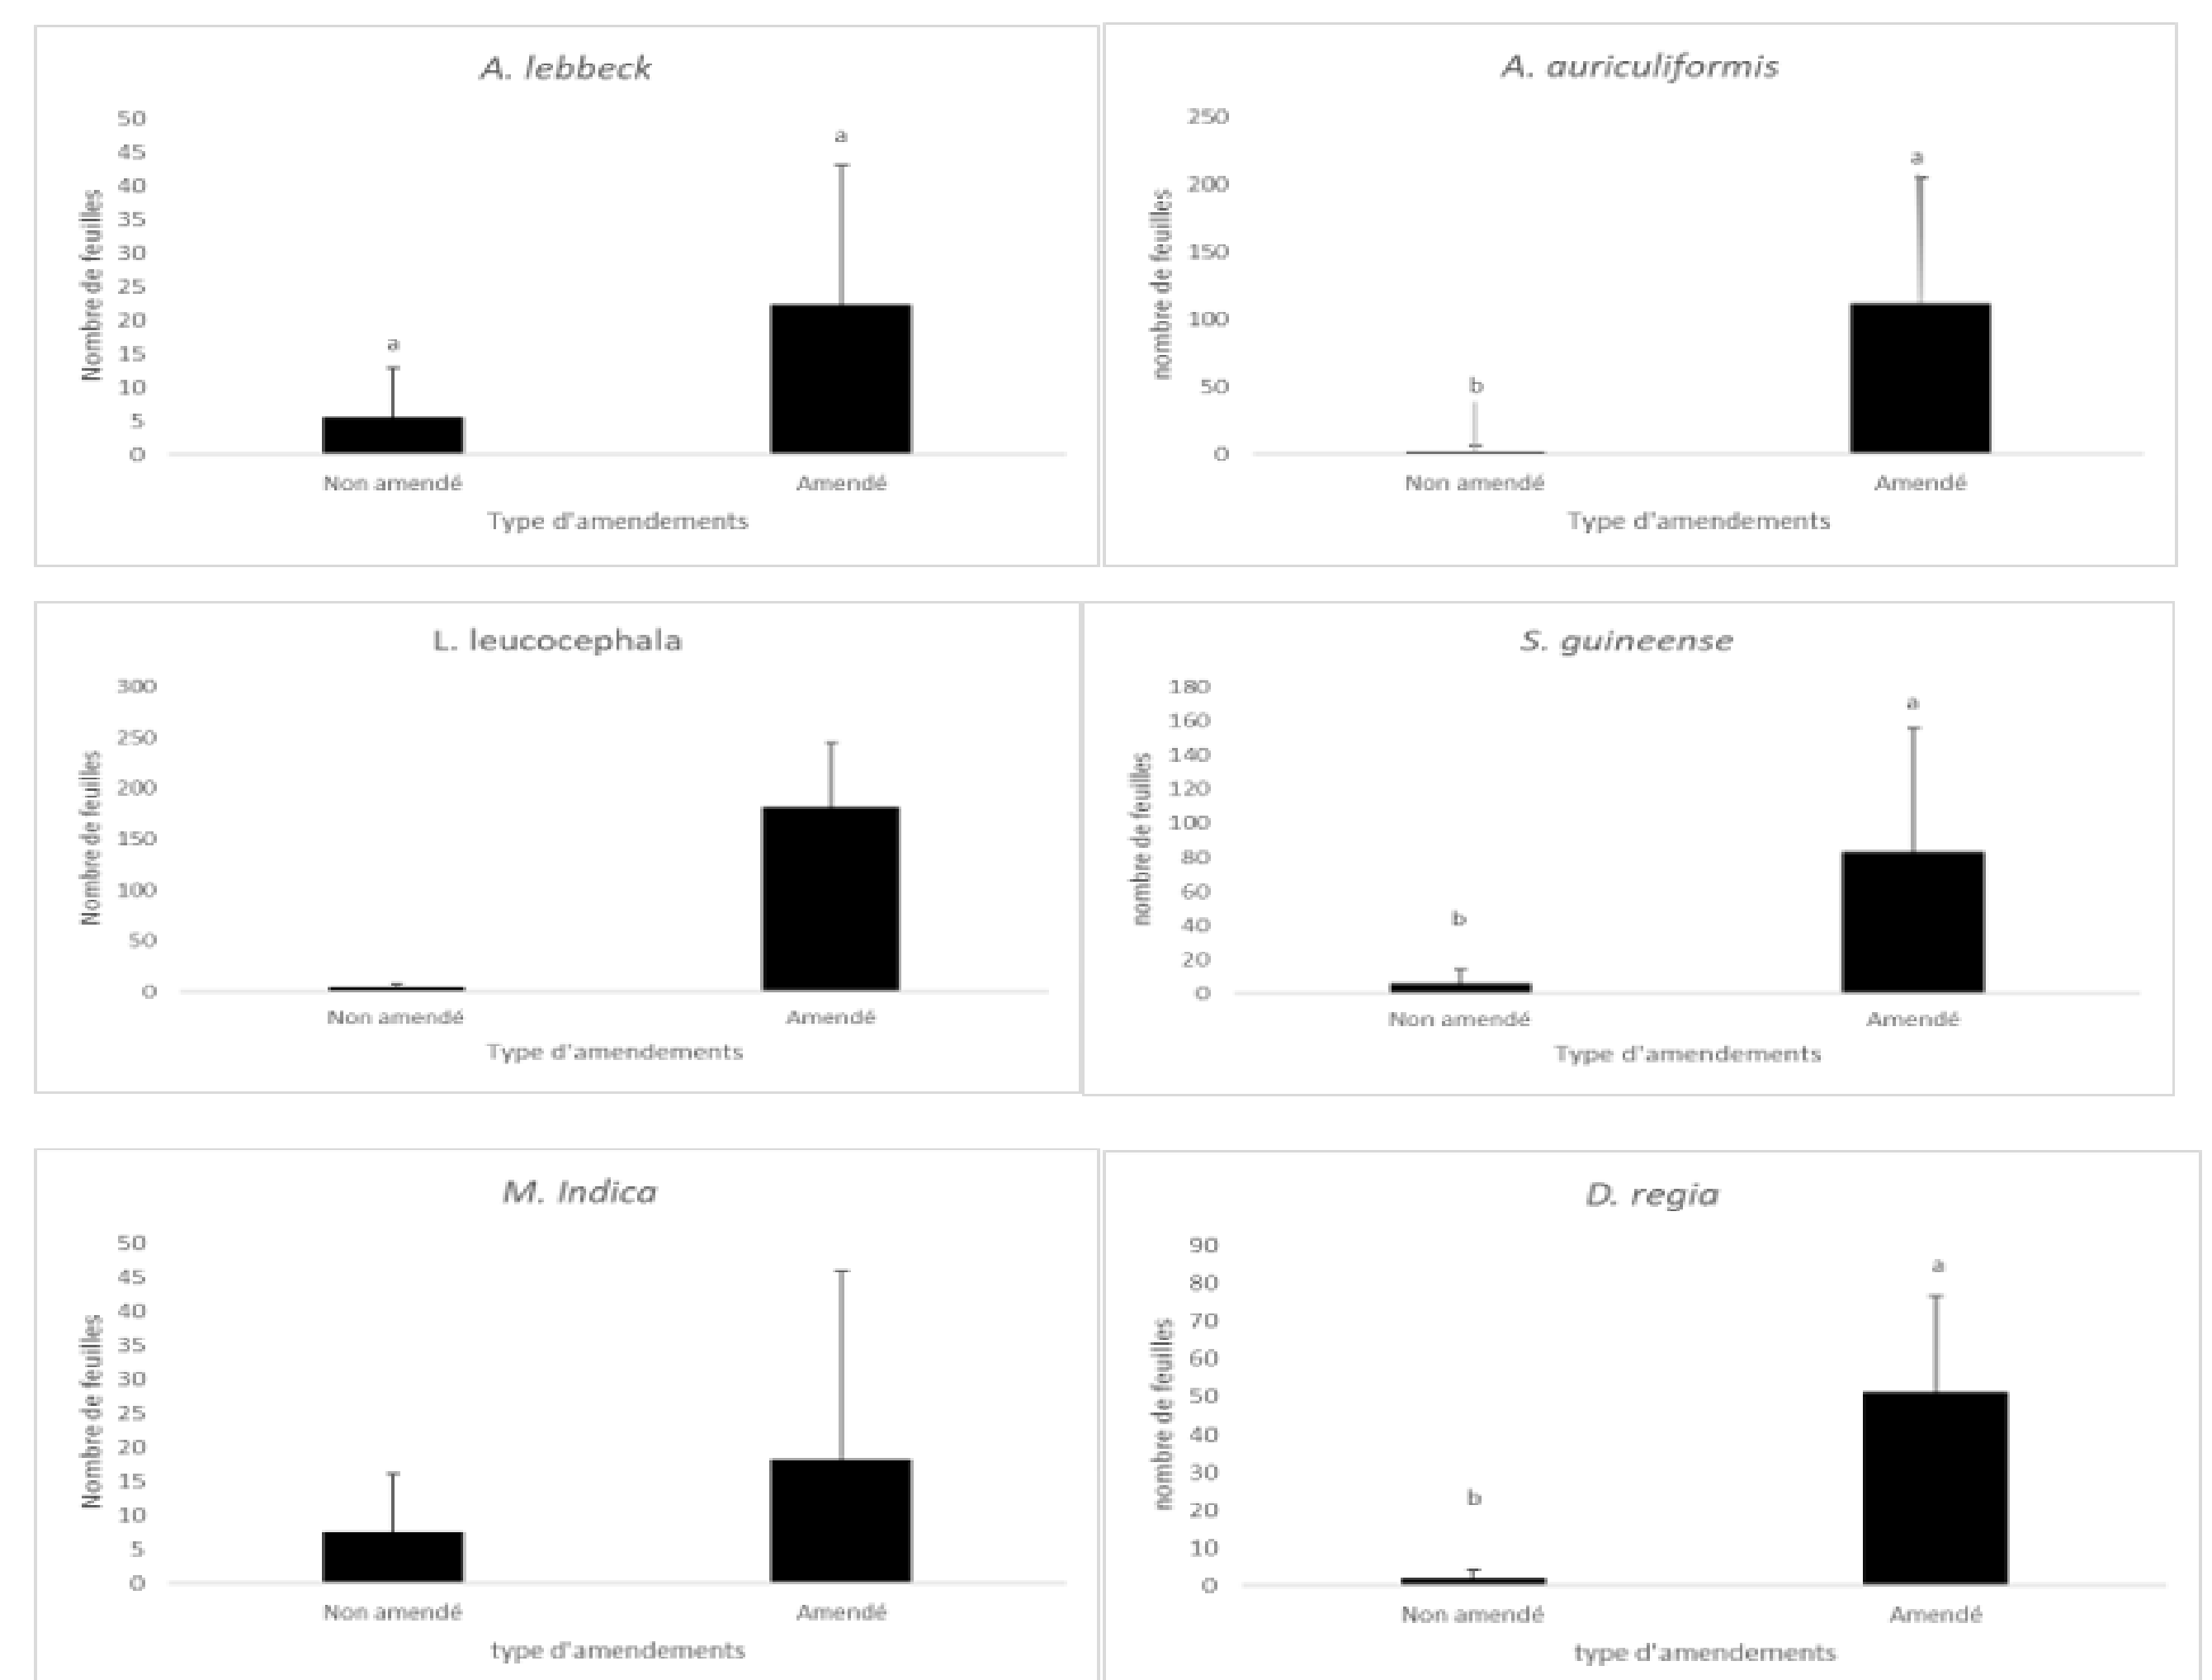 A. lebbeck
Nombre de feuilles
50
45
40
35
30
25
20
15
10
5
0
a
a
Non amendé
Amendé
Type d'amendements
A. auriculiformis
nombre de feuilles
250
200
150
100
50
0
b
a
Non amendé
Amendé
Type d'amendements
L. leucocephala
Nombre de feuilles
300
250
200
150
100
50
0
Non amendé
Amendé
Type d'amendements
S. guineense
nombre de feuilles
180
160
140
120
100
80
60
40
20
0
b
a
Non amendé
Amendé
Type d'amendements
M. Indica
Nombre de feuilles
50
45
40
35
30
25
20
15
10
5
0
Non amendé
Amendé
type d'amendements
D. regia
nombre de feuilles
90
80
70
60
50
40
30
20
10
0
b
a
Non amendé
Amendé
type d'amendements